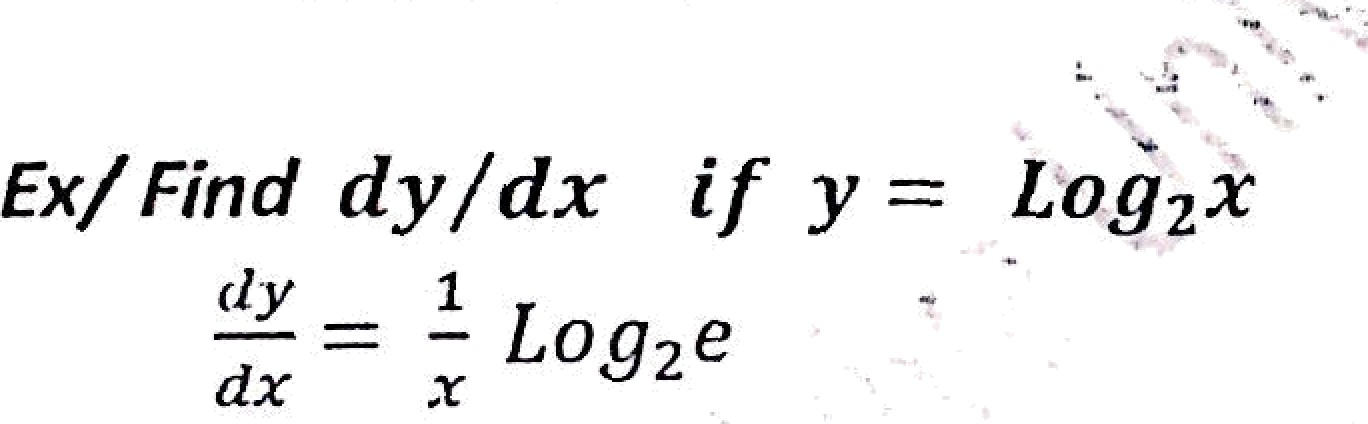 Ex/ Find dy/dx if y = Log₂x
dy/dx = 1/x Log₂e